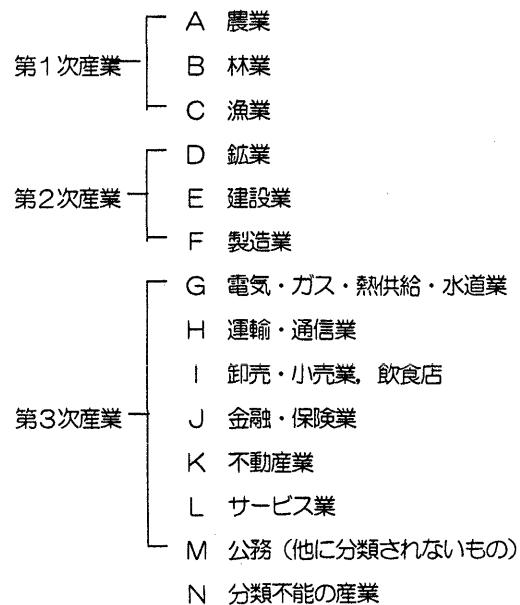 A 農業
第1次産業 B 林業
C 漁業
D 鉱業
第2次産業 E 建設業
F 製造業
G 電気・ガス・熱供給・水道業
H 運輸・通信業
I 卸売・小売業，飲食店
第3次産業 J 金融・保険業
K 不動産業
L サービス業
M 公務（他に分類されないもの）
N 分類不能の産業